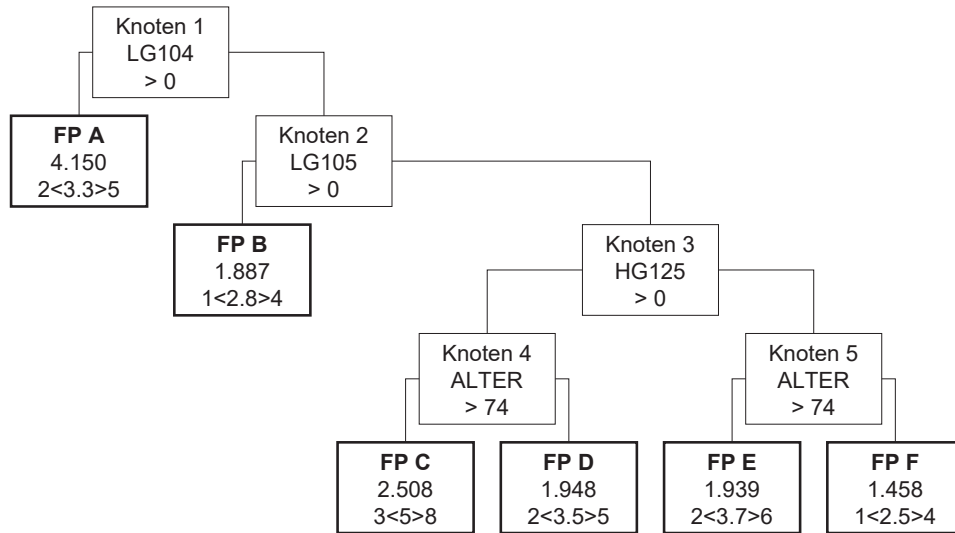 Knoten 1
LG104
> 0
FP A
4.150
2<3.3>5
Knoten 2
LG105
> 0
FP B
1.887
1<2.8>4
Knoten 3
HG125
> 0
Knoten 4
ALTER
> 74
Knoten 5
ALTER
> 74
FP C
2.508
3<5>8
FP D
1.948
2<3.5>5
FP E
1.939
2<3.7>6
FP F
1.458
1<2.5>4